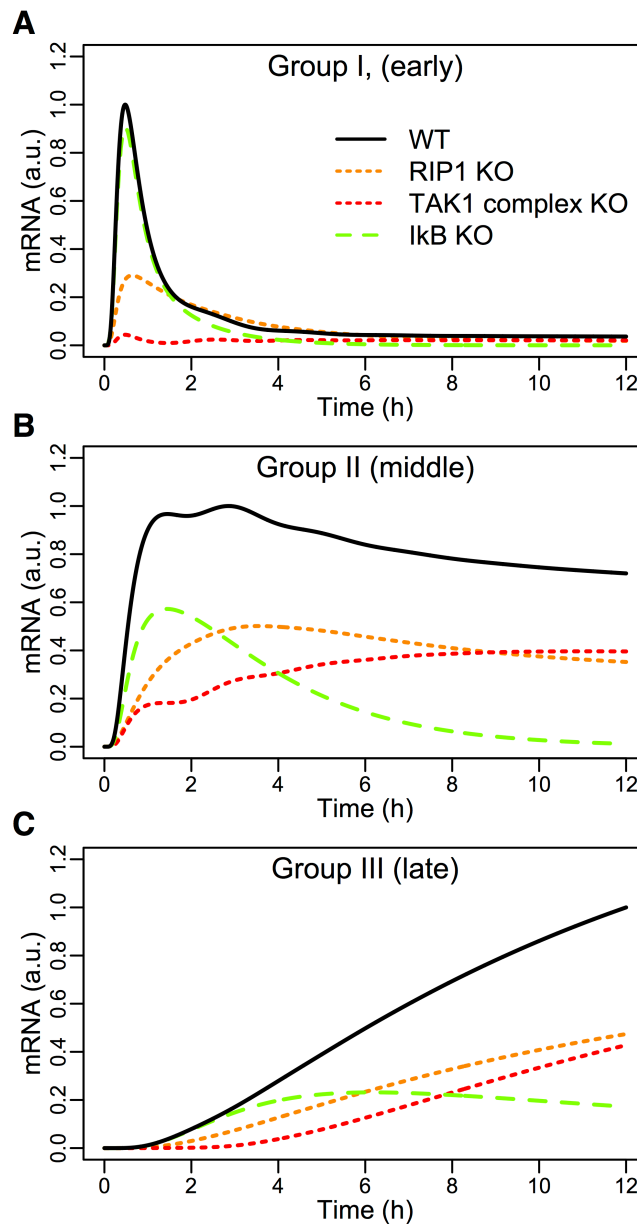 A
Group I, (early)
WT
RIP1 KO
TAK1 complex KO
IkB KO
mRNA (a.u.)
0.0 0.2 0.4 0.6 0.8 1.0 1.2
0 2 4 6 8 10 12
Time (h)
B
Group II (middle)
mRNA (a.u.)
0.0 0.2 0.4 0.6 0.8 1.0 1.2
0 2 4 6 8 10 12
Time (h)
C
Group III (late)
mRNA (a.u.)
0.0 0.2 0.4 0.6 0.8 1.0 1.2
0 2 4 6 8 10 12
Time (h)